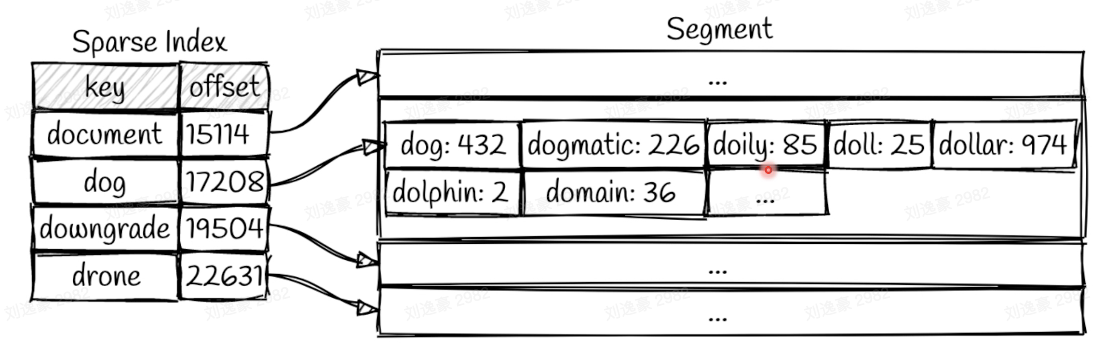 Segment
Sparse Index
key offset
document 15114
dog 17208
downgrade 19504
drone 22631
...
dog: 432 dogmatic: 226 doily: 85 doll: 25 dollar: 974
dolphin: 2 domain: 36 ...
...
...
刘逸豪 2982